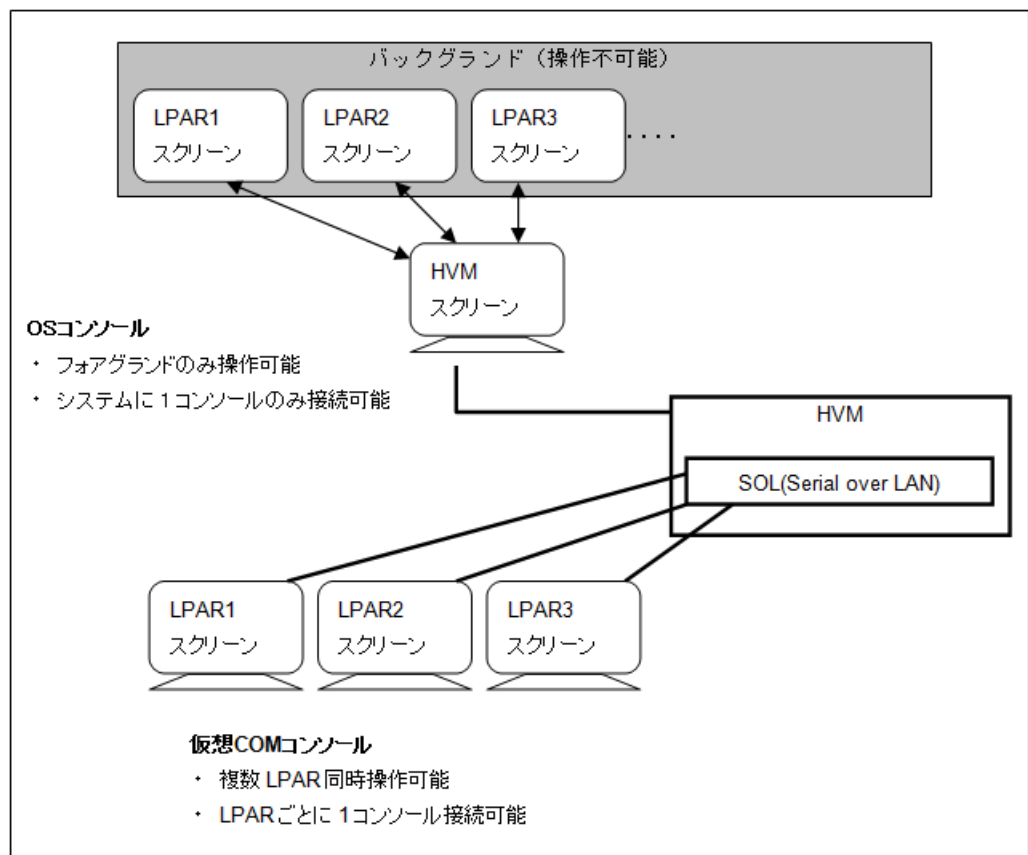 バックグランド（操作不可能）
LPAR1
スクリーン
LPAR2
スクリーン
LPAR3
スクリーン
････
HVM
スクリーン
OSコンソール
・ フォアグランドのみ操作可能
・ システムに１コンソールのみ接続可能
HVM
SOL(Serial over LAN)
LPAR1
スクリーン
LPAR2
スクリーン
LPAR3
スクリーン
仮想COMコンソール
・ 複数 LPAR 同時操作可能
・ LPARごとに 1コンソール接続可能